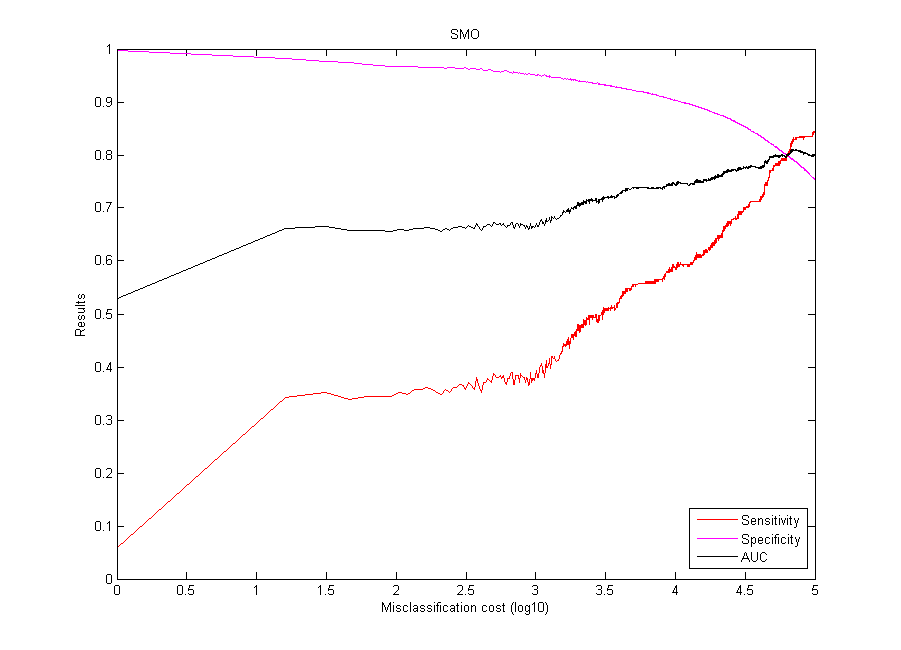 SMO
1
0.9
0.8
0.7
0.6
0.5
0.4
0.3
0.2
0.1
0
Results
0 0.5 1 1.5 2 2.5 3 3.5 4 4.5 5
Misclassification cost (log10)
Sensitivity
Specificity
AUC